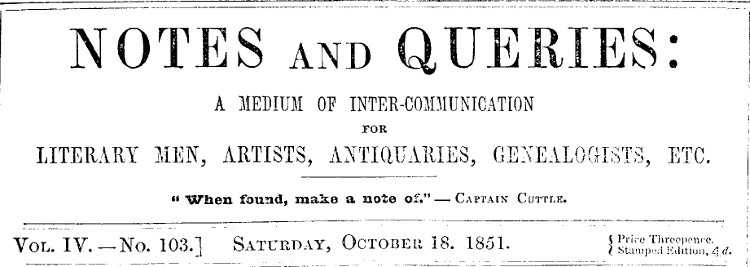 NOTES AND QUERIES:
A MEDIUM OF INTER-COMMUNICATION
FOR
LITERARY MEN, ARTISTS, ANTIQUARIES, GENEALOGISTS, ETC.
"When found, make a note of." — CAPTAIN CUTTLE.
VOL. IV. — No. 103.] SATURDAY, OCTOBER 18. 1851. { Price Threepence.
{ Stamped Edition, 4d.